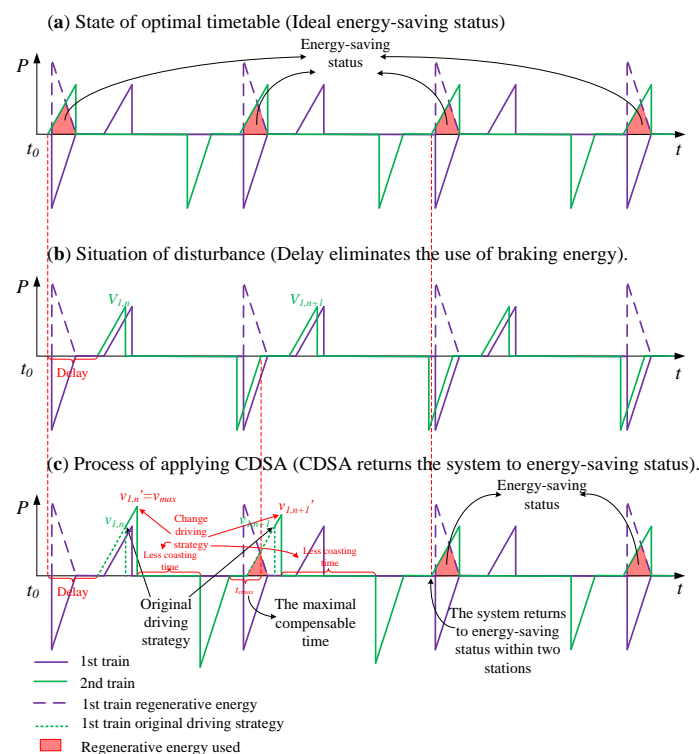 (a) State of optimal timetable (Ideal energy-saving status)
Energy-saving
status
P
t0
t
(b) Situation of disturbance (Delay eliminates the use of braking energy).
P
V1,n
V1,n+1
t0
Delay
t
(c) Process of applying CDSA (CDSA returns the system to energy-saving status).
P
v1,n'=vmax
v1,n+1'
Energy-saving
status
v1,n
Change
driving
strategy
v1,n+1
Less coasting
time
Less coasting
time
t0
Delay
tcmax
t
Original
driving
strategy
The maximal
compensable
time
The system returns
to energy-saving
status within two
stations
1st train
2nd train
1st train regenerative energy
1st train original driving strategy
Regenerative energy used